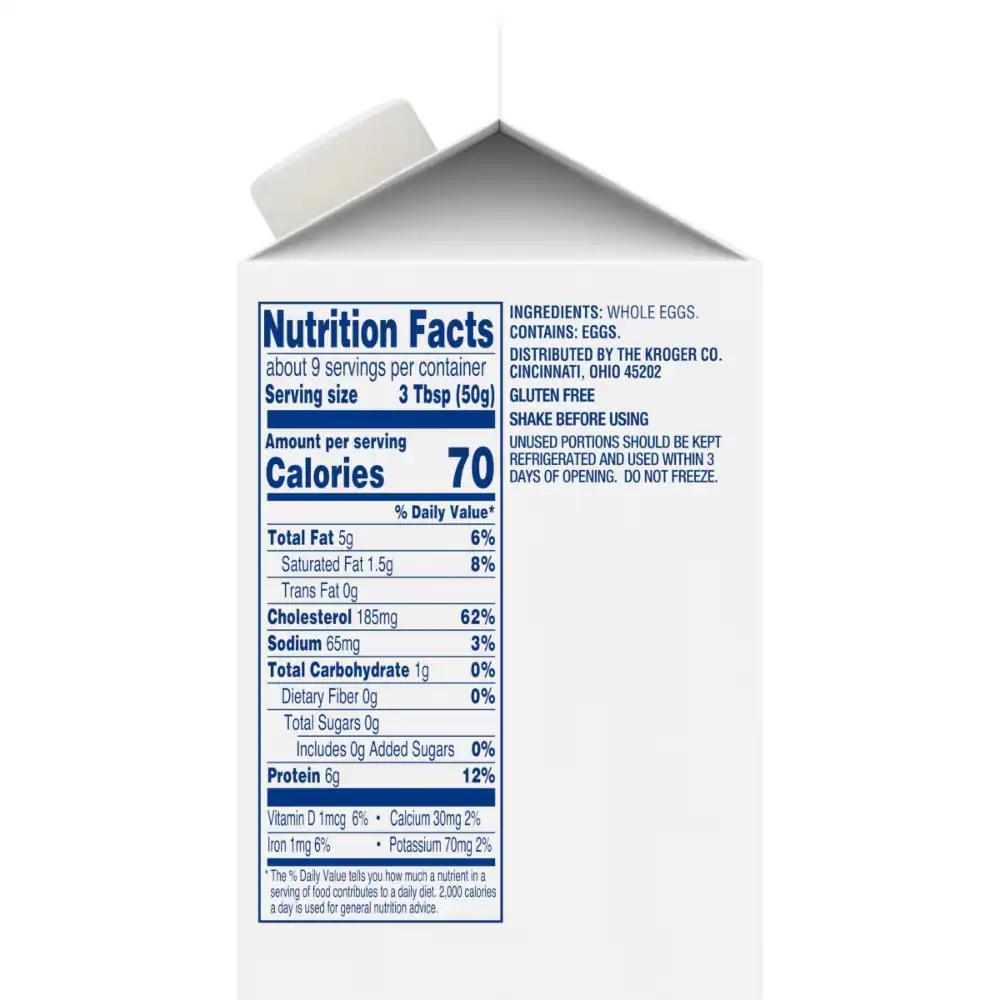 Nutrition Facts
about 9 servings per container
Serving size 3 Tbsp (50g)
Amount per serving
Calories 70
% Daily Value*
Total Fat 5g 6%
Saturated Fat 1.5g 8%
Trans Fat 0g
Cholesterol 185mg 62%
Sodium 65mg 3%
Total Carbohydrate 1g 0%
Dietary Fiber 0g 0%
Total Sugars 0g
Includes 0g Added Sugars 0%
Protein 6g 12%
Vitamin D 1mcg 6% • Calcium 30mg 2%
Iron 1mg 6% • Potassium 70mg 2%
* The % Daily Value tells you how much a nutrient in a
serving of food contributes to a daily diet. 2,000 calories
a day is used for general nutrition advice.
INGREDIENTS: WHOLE EGGS.
CONTAINS: EGGS.
DISTRIBUTED BY THE KROGER CO.
CINCINNATI, OHIO 45202
GLUTEN FREE
SHAKE BEFORE USING
UNUSED PORTIONS SHOULD BE KEPT
REFRIGERATED AND USED WITHIN 3
DAYS OF OPENING. DO NOT FREEZE.